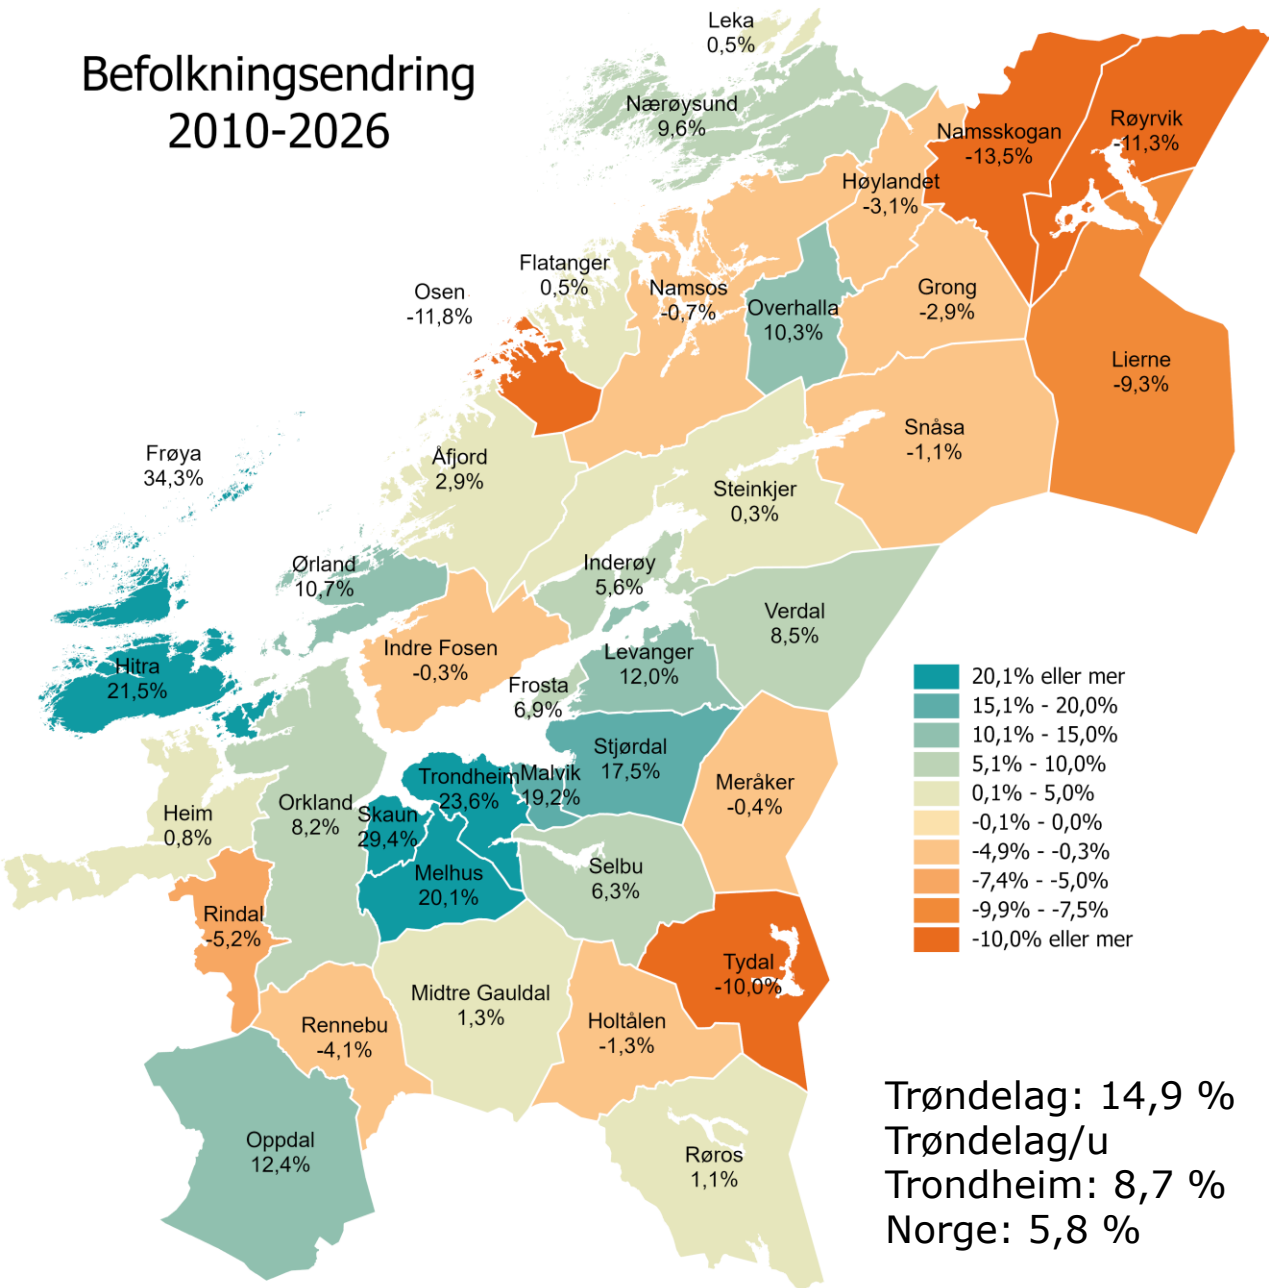 Befolkningsendring
2010-2026
Leka
0,5%
Nærøysund
9,6%
Namsskogan
-13,5%
Røyrvik
-11,3%
Høylandet
-3,1%
Flatanger
0,5%
Namsos
-0,7%
Overhalla
10,3%
Grong
-2,9%
Osen
-11,8%
Lierne
-9,3%
Snåsa
-1,1%
Frøya
34,3%
Åfjord
2,9%
Steinkjer
0,3%
Ørland
10,7%
Inderøy
5,6%
Verdal
8,5%
Indre Fosen
-0,3%
Levanger
12,0%
Hitra
21,5%
Frosta
6,9%
Stjørdal
17,5%
Trondheim
23,6%
Malvik
19,2%
Meråker
-0,4%
Heim
0,8%
Orkland
8,2%
Skaun
29,4%
Melhus
20,1%
Selbu
6,3%
Rindal
-5,2%
Tydal
-10,0%
Midtre Gauldal
1,3%
Rennebu
-4,1%
Holtålen
-1,3%
Oppdal
12,4%
Røros
1,1%
20,1% eller mer
15,1% - 20,0%
10,1% - 15,0%
5,1% - 10,0%
0,1% - 5,0%
-0,1% - 0,0%
-4,9% - -0,3%
-7,4% - -5,0%
-9,9% - -7,5%
-10,0% eller mer
Trøndelag: 14,9 %
Trøndelag/u
Trondheim: 8,7 %
Norge: 5,8 %